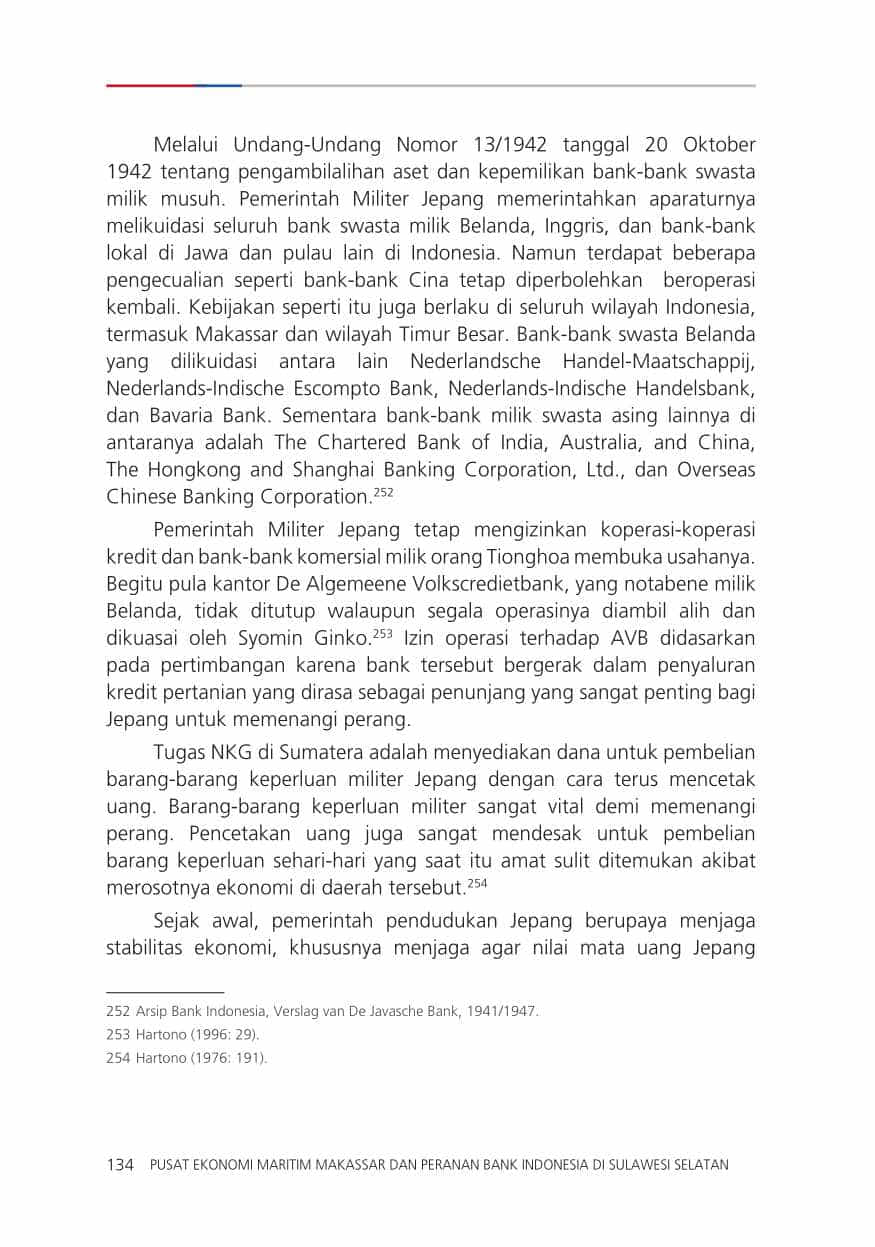 Melalui Undang-Undang Nomor 13/1942 tanggal 20 Oktober
1942 tentang pengambilalihan aset dan kepemilikan bank-bank swasta
milik musuh. Pemerintah Militer Jepang memerintahkan aparaturnya
melikuidasi seluruh bank swasta milik Belanda, Inggris, dan bank-bank
lokal di Jawa dan pulau lain di Indonesia. Namun terdapat beberapa
pengecualian seperti bank-bank Cina tetap diperbolehkan  beroperasi
kembali. Kebijakan seperti itu juga berlaku di seluruh wilayah Indonesia,
termasuk Makassar dan wilayah Timur Besar. Bank-bank swasta Belanda
yang dilikuidasi antara lain Nederlandsche Handel-Maatschappij,
Nederlands-Indische Escompto Bank, Nederlands-Indische Handelsbank,
dan Bavaria Bank. Sementara bank-bank milik swasta asing lainnya di
antaranya adalah The Chartered Bank of India, Australia, and China,
The Hongkong and Shanghai Banking Corporation, Ltd., dan Overseas
Chinese Banking Corporation.252
Pemerintah Militer Jepang tetap mengizinkan koperasi-koperasi
kredit dan bank-bank komersial milik orang Tionghoa membuka usahanya.
Begitu pula kantor De Algemeene Volkscredietbank, yang notabene milik
Belanda, tidak ditutup walaupun segala operasinya diambil alih dan
dikuasai oleh Syomin Ginko.253 Izin operasi terhadap AVB didasarkan
pada pertimbangan karena bank tersebut bergerak dalam penyaluran
kredit pertanian yang dirasa sebagai penunjang yang sangat penting bagi
Jepang untuk memenangi perang.
Tugas NKG di Sumatera adalah menyediakan dana untuk pembelian
barang-barang keperluan militer Jepang dengan cara terus mencetak
uang. Barang-barang keperluan militer sangat vital demi memenangi
perang. Pencetakan uang juga sangat mendesak untuk pembelian
barang keperluan sehari-hari yang saat itu amat sulit ditemukan akibat
merosotnya ekonomi di daerah tersebut.254
Sejak awal, pemerintah pendudukan Jepang berupaya menjaga
stabilitas ekonomi, khususnya menjaga agar nilai mata uang Jepang
252 Arsip Bank Indonesia, Verslag van De Javasche Bank, 1941/1947.
253 Hartono (1996: 29).
254 Hartono (1976: 191).
134 PUSAT EKONOMI MARITIM MAKASSAR DAN PERANAN BANK INDONESIA DI SULAWESI SELATAN